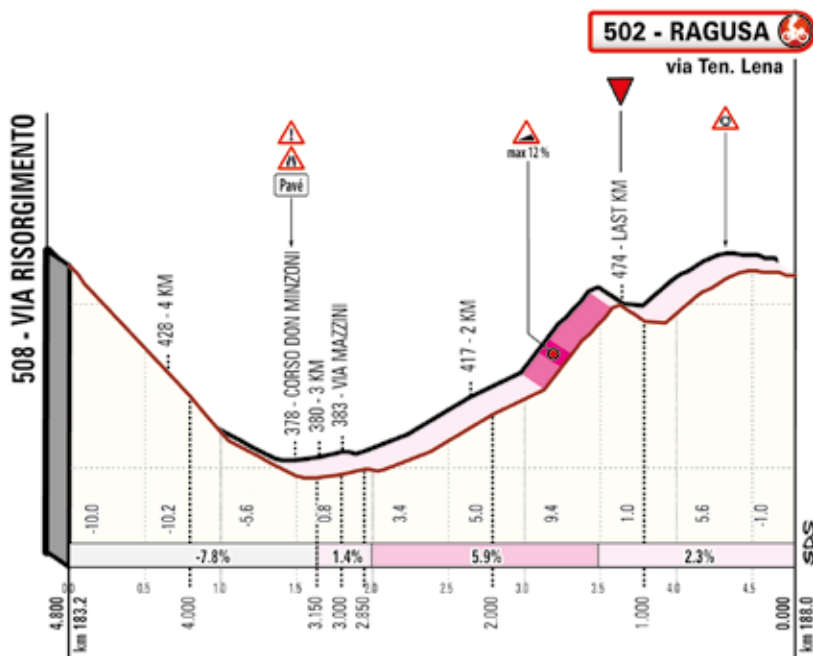 502 - RAGUSA
via Ten. Lena
508 - VIA RISORGIMENTO
428 - 4 KM
Pavé
378 - CORSO DON MINZONI
380 - 3 KM
383 - VIA MAZZINI
417 - 2 KM
max 12 %
474 - LAST KM
-10.0
-10.2
-5.6
0.8
3.4
5.0
9.4
1.0
5.6
-1.0
-7.8%
1.4%
5.9%
2.3%
SDS
0.0
0.5
1.0
1.5
2.0
2.5
3.0
3.5
4.0
4.5
4.800
km 183.2
4.000
3.150
3.000
2.850
2.000
1.000
0.000
km 188.0